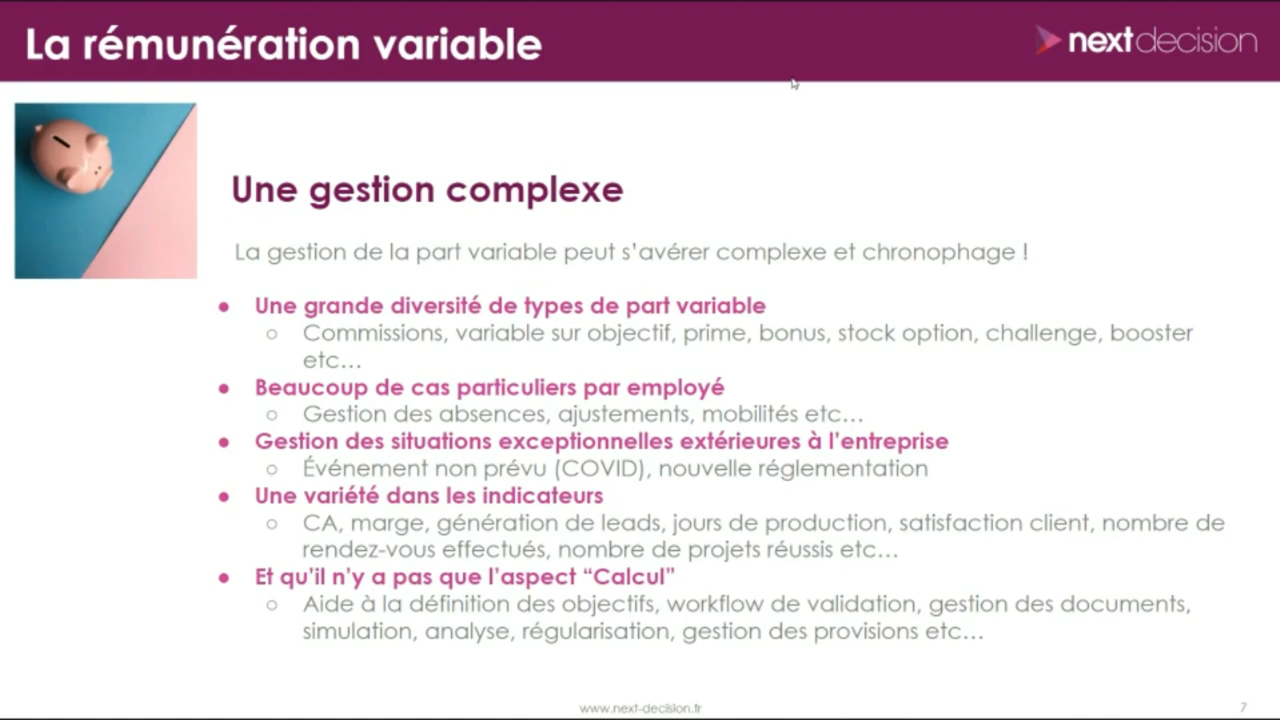 La rémunération variable
nextdecision
Une gestion complexe
La gestion de la part variable peut s'avérer complexe et chronophage !
● Une grande diversité de types de part variable
○ Commissions, variable sur objectif, prime, bonus, stock option, challenge, booster
etc...
● Beaucoup de cas particuliers par employé
○ Gestion des absences, ajustements, mobilités etc...
● Gestion des situations exceptionnelles extérieures à l'entreprise
○ Événement non prévu (COVID), nouvelle réglementation
● Une variété dans les indicateurs
○ CA, marge, génération de leads, jours de production, satisfaction client, nombre de
rendez-vous effectués, nombre de projets réussis etc...
● Et qu'il n'y a pas que l'aspect “Calcul”
○ Aide à la définition des objectifs, workflow de validation, gestion des documents,
simulation, analyse, régularisation, gestion des provisions etc...
www.next-decision.fr
7